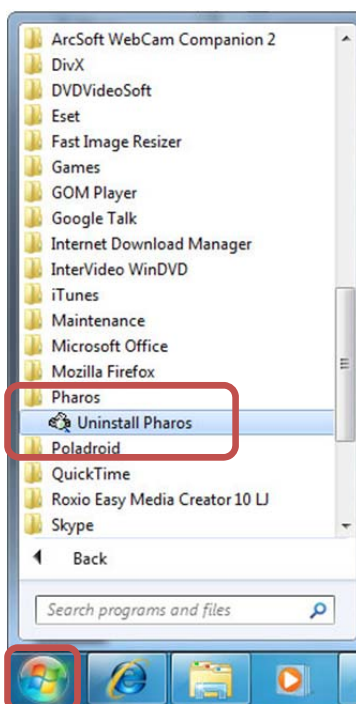 ArcSoft WebCam Companion 2
DivX
DVDVideoSoft
Eset
Fast Image Resizer
Games
GOM Player
Google Talk
Internet Download Manager
InterVideo WinDVD
iTunes
Maintenance
Microsoft Office
Mozilla Firefox
Pharos
Uninstall Pharos
Poladroid
QuickTime
Roxio Easy Media Creator 10 LJ
Skype
Back
Search programs and files